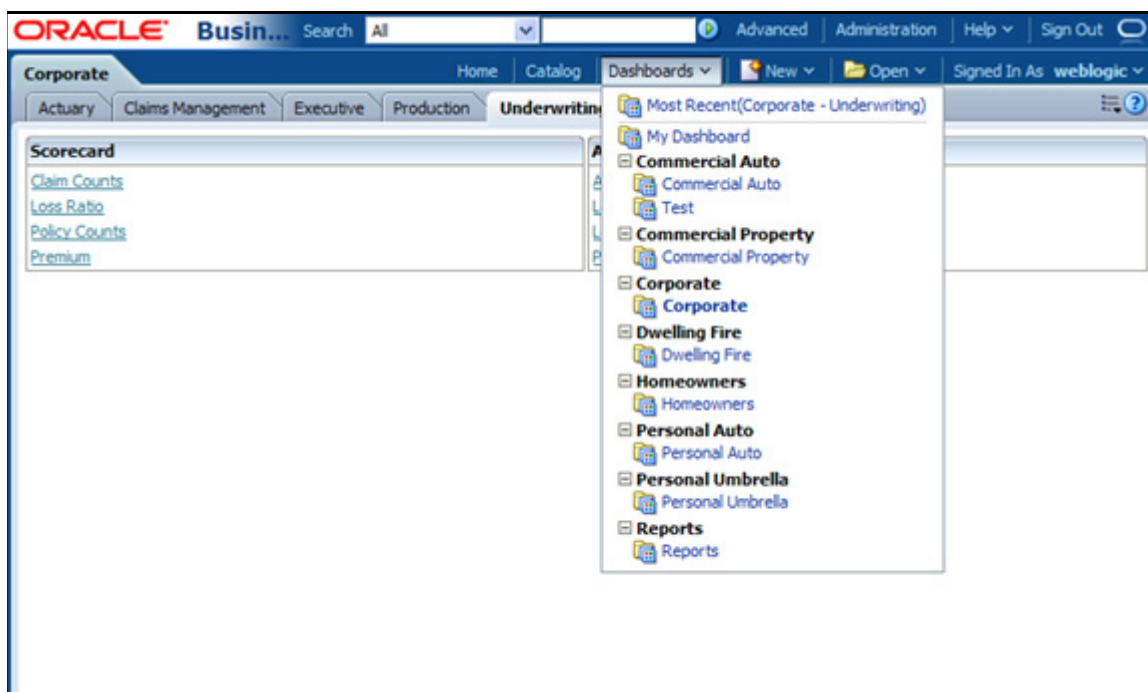 ORACLE Busin... Search All Advanced Administration Help Sign Out
Corporate Home Catalog Dashboards New Open Signed In As weblogic
Actuary Claims Management Executive Production Underwriting
Most Recent(Corporate - Underwriting)
My Dashboard
Commercial Auto
Commercial Auto
Test
Commercial Property
Commercial Property
Corporate
Corporate
Dwelling Fire
Dwelling Fire
Homeowners
Homeowners
Personal Auto
Personal Auto
Personal Umbrella
Personal Umbrella
Reports
Reports
Scorecard
Claim Counts
Loss Ratio
Policy Counts
Premium